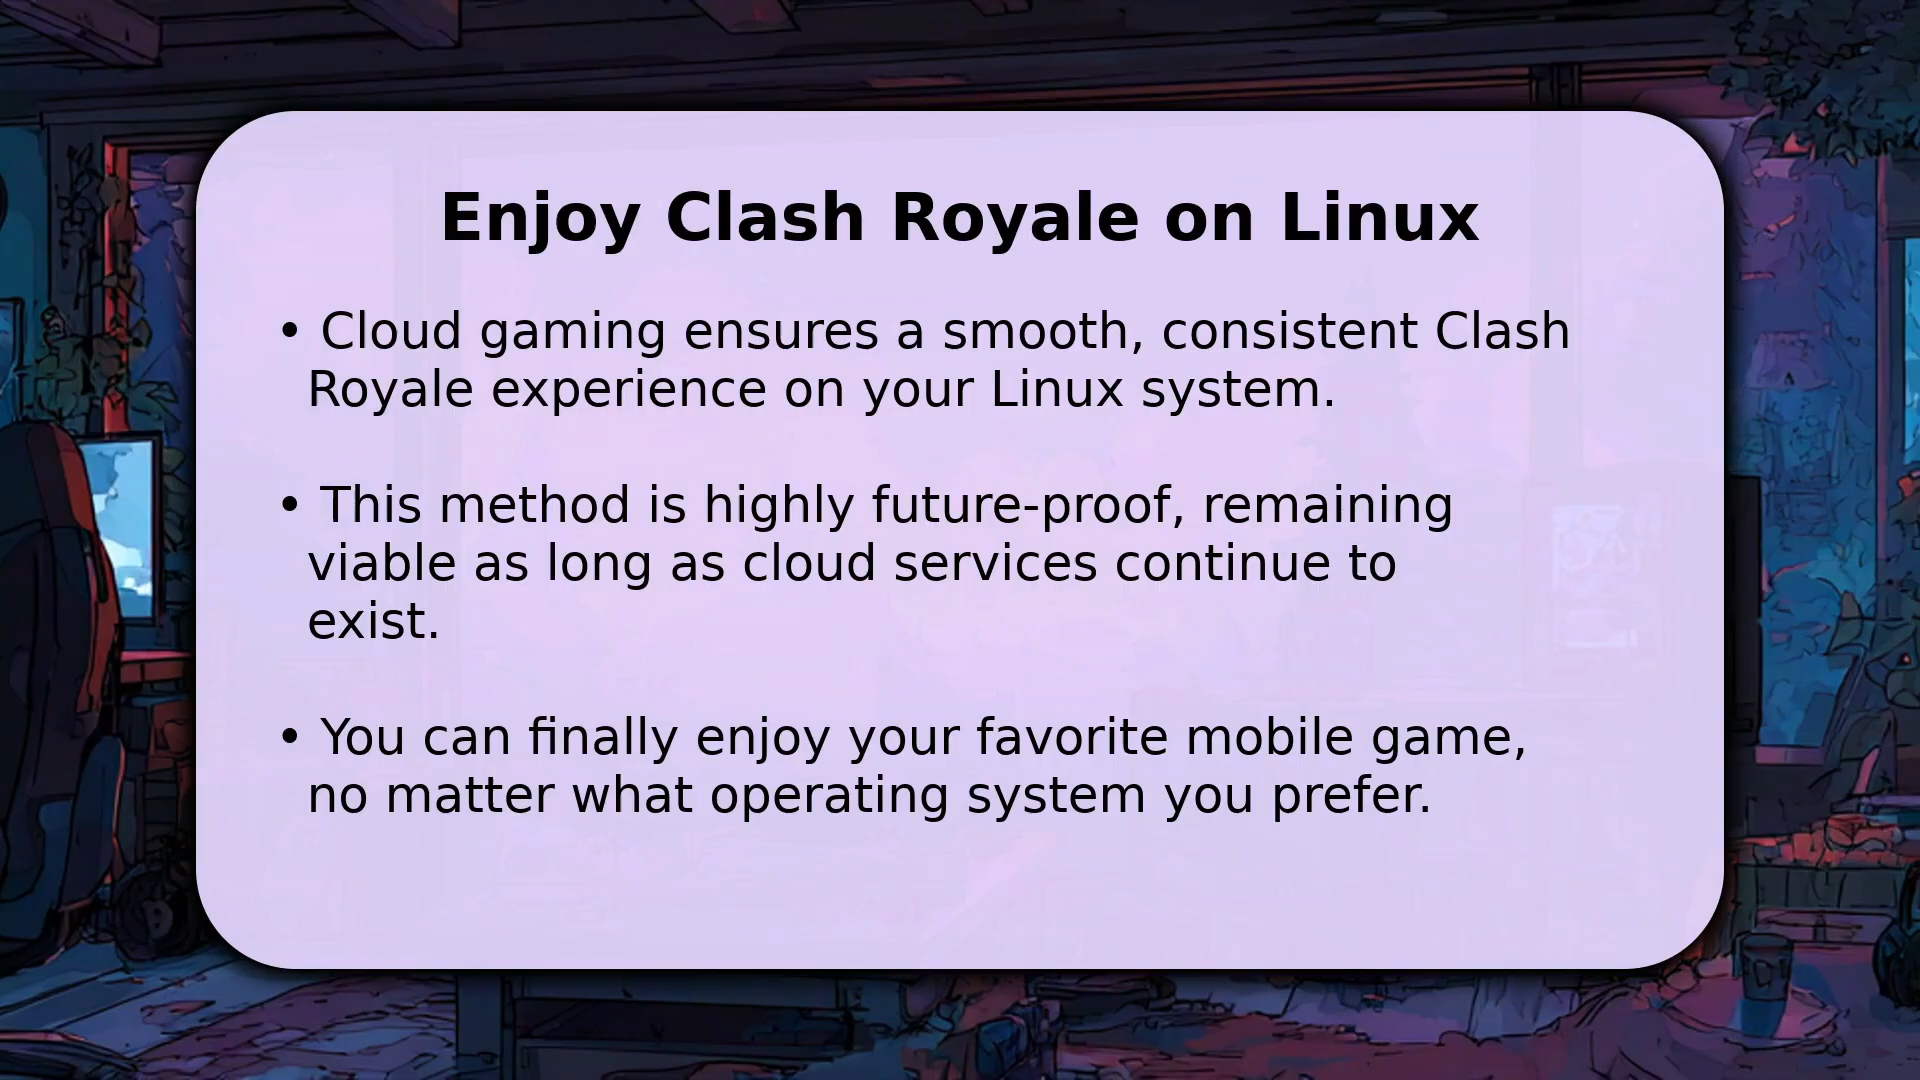 Enjoy Clash Royale on Linux
• Cloud gaming ensures a smooth, consistent Clash
Royale experience on your Linux system.
• This method is highly future-proof, remaining
viable as long as cloud services continue to
exist.
• You can finally enjoy your favorite mobile game,
no matter what operating system you prefer.